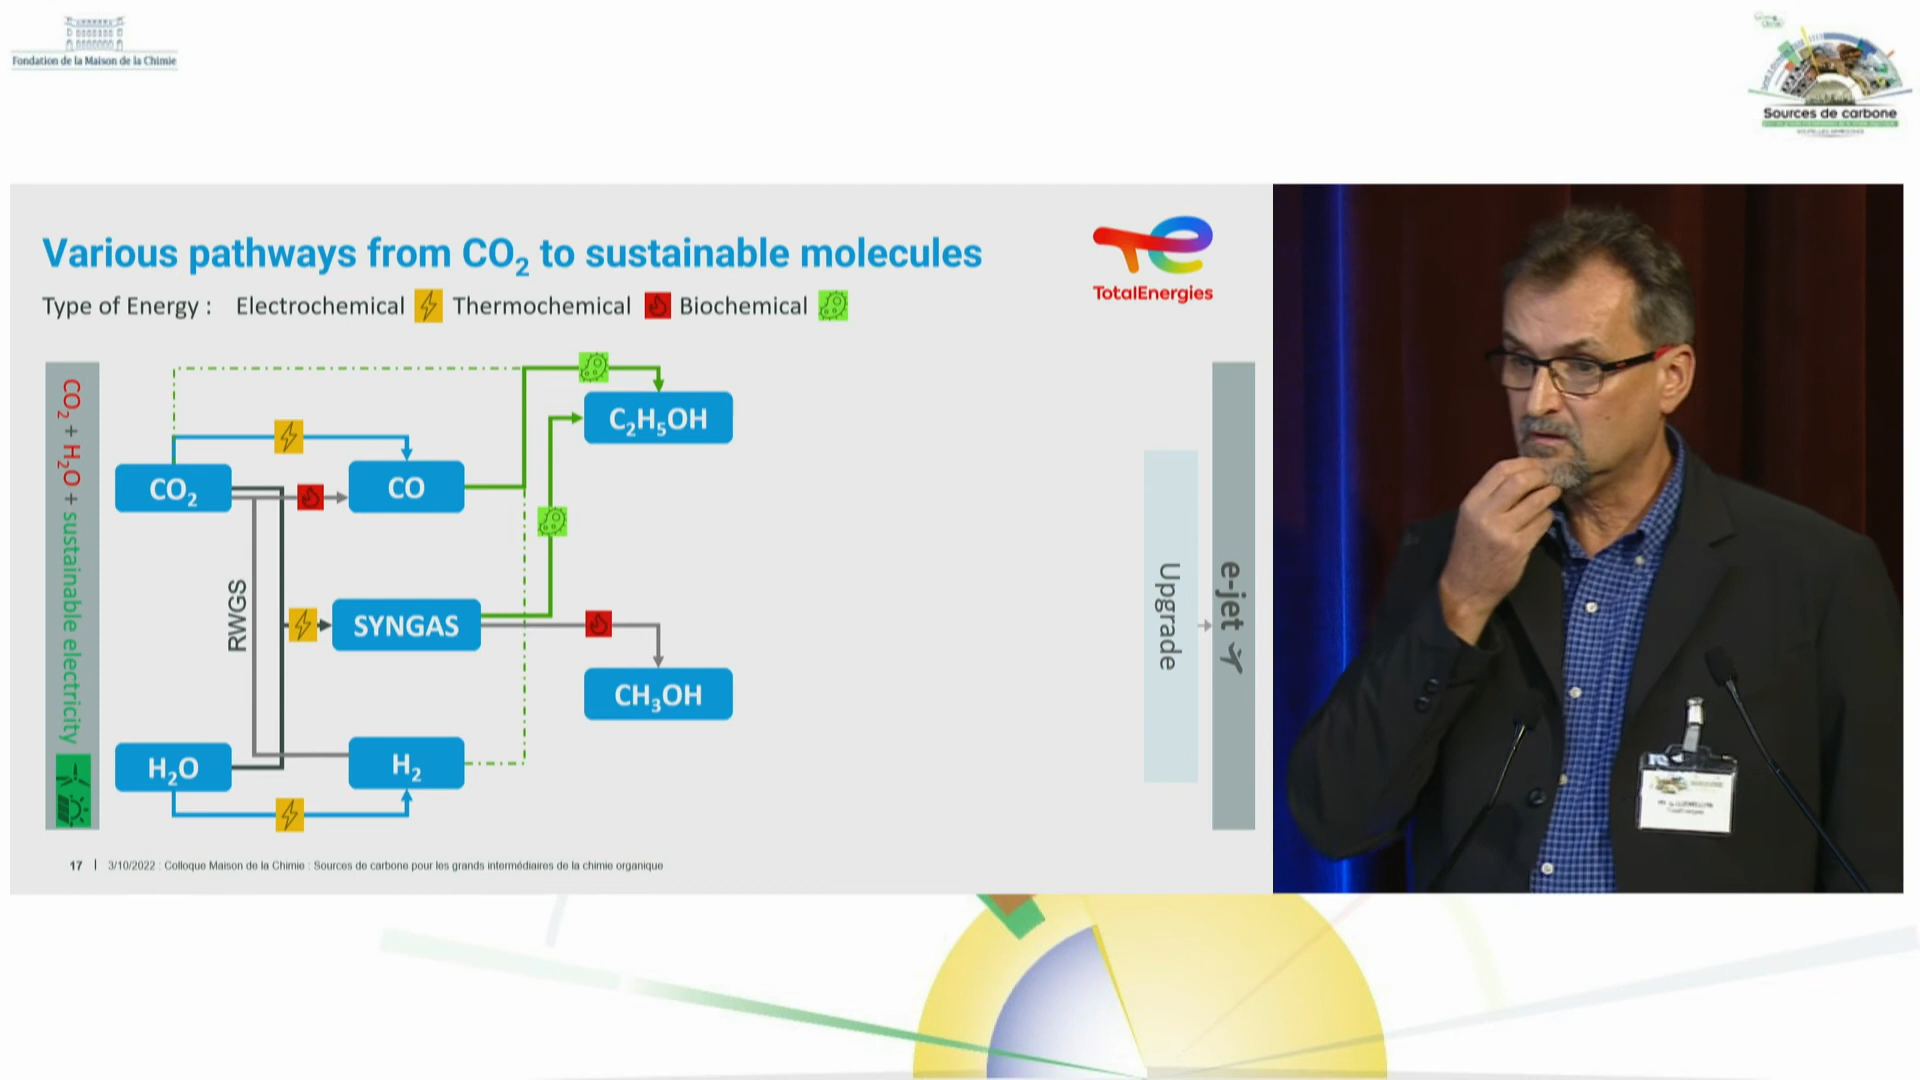 Fondation de la Maison de la Chimie
Sources de carbone
Various pathways from CO₂ to sustainable molecules
TotalEnergies
Type of Energy : Electrochemical Thermochemical Biochemical
CO₂ + H₂O + sustainable electricity
C₂H₅OH
CO₂
CO
RWGS
SYNGAS
CH₃OH
H₂O
H₂
Upgrade
e-jet
17 | 3/10/2022 : Colloque Maison de la Chimie : Sources de carbone pour les grands intermédiaires de la chimie organique